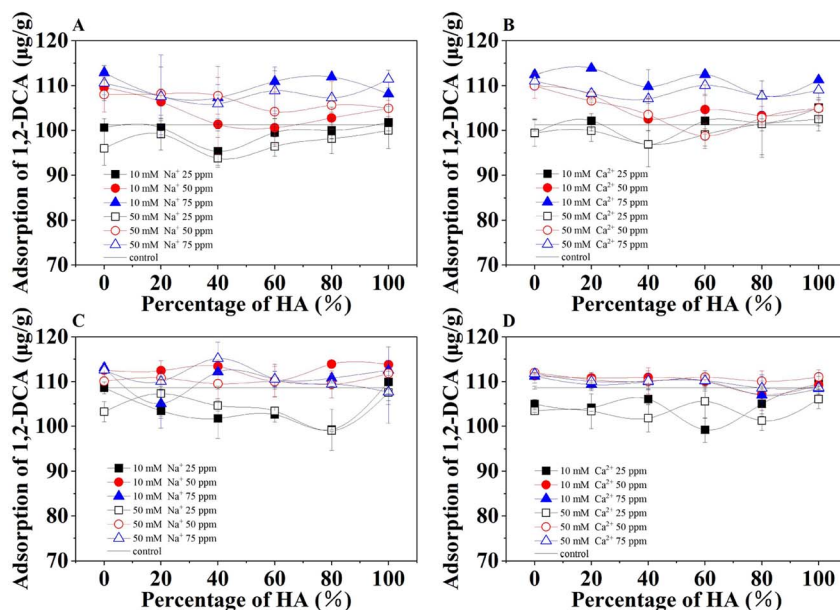 A
Adsorption of 1,2-DCA (μg/g)
120
110
100
90
80
70
10 mM Na⁺ 25 ppm
10 mM Na⁺ 50 ppm
10 mM Na⁺ 75 ppm
50 mM Na⁺ 25 ppm
50 mM Na⁺ 50 ppm
50 mM Na⁺ 75 ppm
control
0 20 40 60 80 100
Percentage of HA (%)
B
Adsorption of 1,2-DCA (μg/g)
120
110
100
90
80
70
10 mM Ca²⁺ 25 ppm
10 mM Ca²⁺ 50 ppm
10 mM Ca²⁺ 75 ppm
50 mM Ca²⁺ 25 ppm
50 mM Ca²⁺ 50 ppm
50 mM Ca²⁺ 75 ppm
control
0 20 40 60 80 100
Percentage of HA (%)
C
Adsorption of 1,2-DCA (μg/g)
120
110
100
90
80
70
10 mM Na⁺ 25 ppm
10 mM Na⁺ 50 ppm
10 mM Na⁺ 75 ppm
50 mM Na⁺ 25 ppm
50 mM Na⁺ 50 ppm
50 mM Na⁺ 75 ppm
control
0 20 40 60 80 100
Percentage of HA (%)
D
Adsorption of 1,2-DCA (μg/g)
120
110
100
90
80
70
10 mM Ca²⁺ 25 ppm
10 mM Ca²⁺ 50 ppm
10 mM Ca²⁺ 75 ppm
50 mM Ca²⁺ 25 ppm
50 mM Ca²⁺ 50 ppm
50 mM Ca²⁺ 75 ppm
control
0 20 40 60 80 100
Percentage of HA (%)